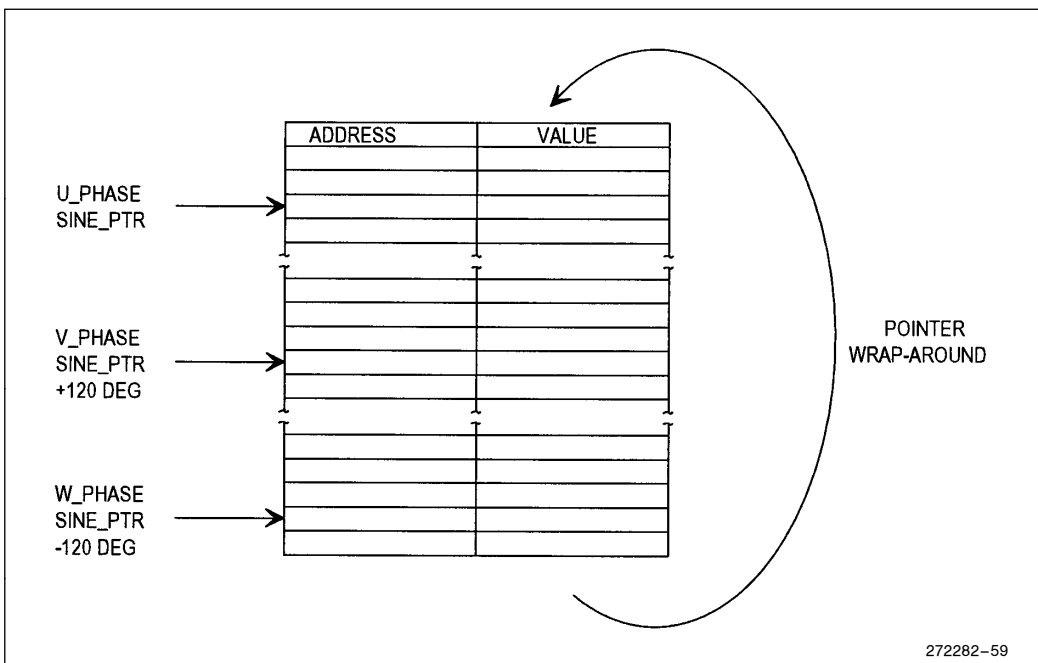 ADDRESS VALUE
U_PHASE
SINE_PTR
V_PHASE
SINE_PTR
+120 DEG
POINTER
WRAP-AROUND
W_PHASE
SINE_PTR
-120 DEG
272282–59